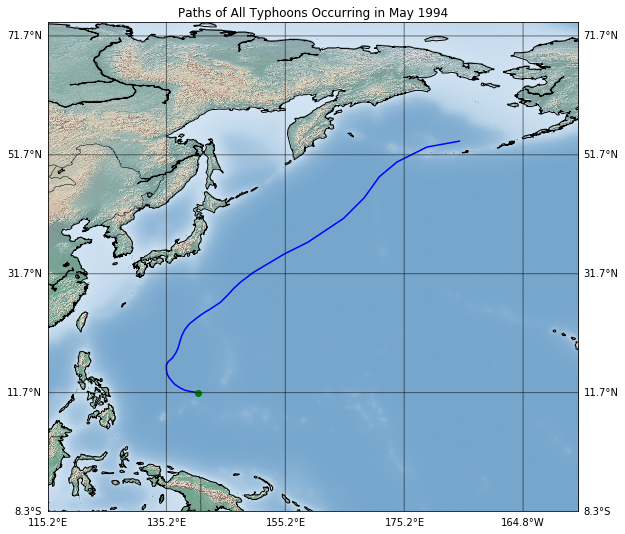 Paths of All Typhoons Occurring in May 1994
71.7°N 71.7°N
51.7°N 51.7°N
31.7°N 31.7°N
11.7°N 11.7°N
8.3°S 8.3°S
115.2°E 135.2°E 155.2°E 175.2°E 164.8°W